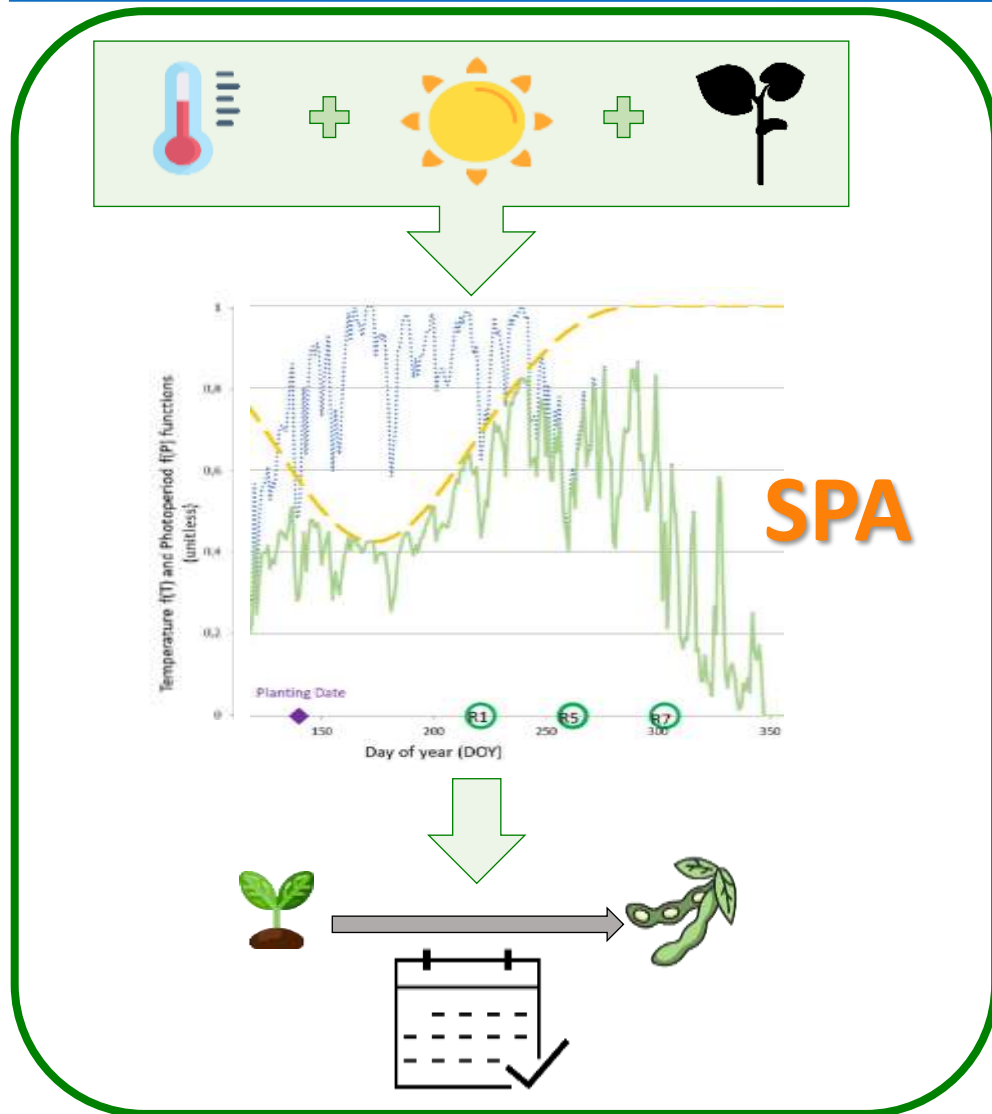 1
0,8
0,6
0,4
0,2
0
Temperature f(T) and Photoperiod f(P) functions
(unitless)
SPA
Planting Date
R1
R5
R7
150
200
250
300
350
Day of year (DOY)